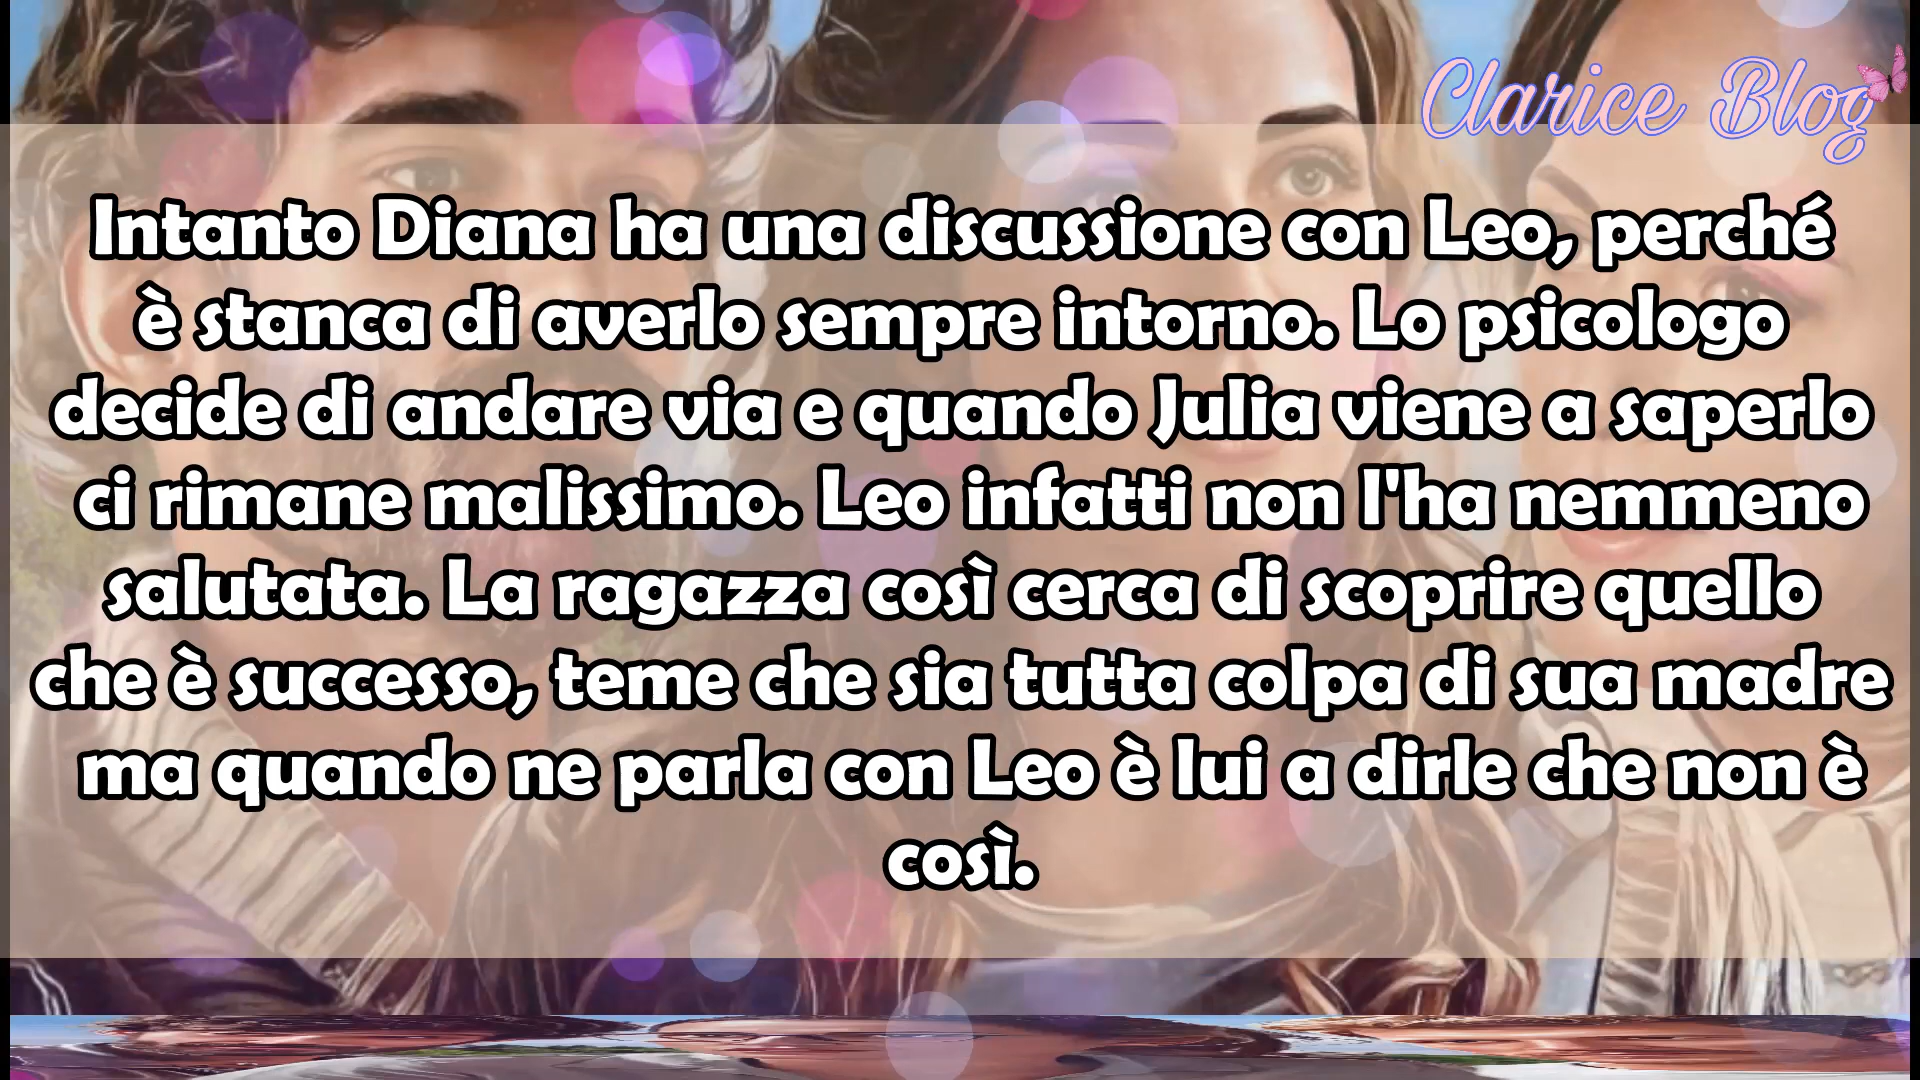 Clarice Blog
Intanto Diana ha una discussione con Leo, perché
è stanca di averlo sempre intorno. Lo psicologo
decide di andare via e quando Julia viene a saperlo
ci rimane malissimo. Leo infatti non l'ha nemmeno
salutata. La ragazza così cerca di scoprire quello
che è successo, teme che sia tutta colpa di sua madre
ma quando ne parla con Leo è lui a dirle che non è
così.